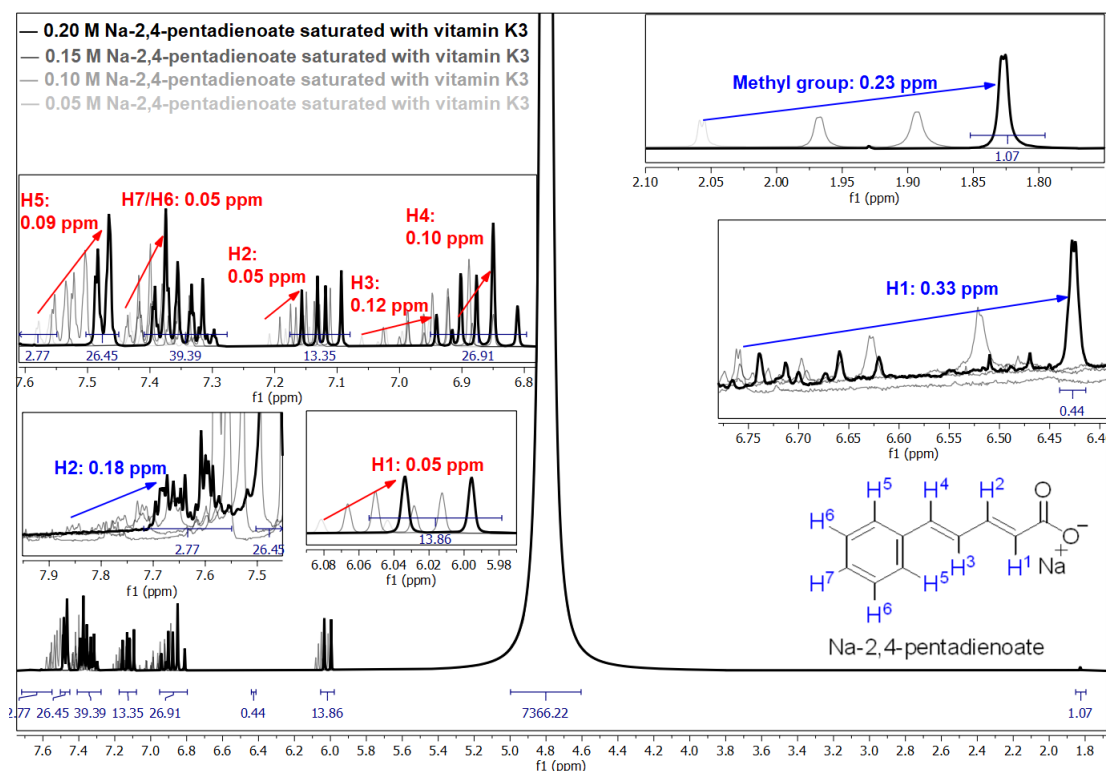 — 0.20 M Na-2,4-pentadienoate saturated with vitamin K3
— 0.15 M Na-2,4-pentadienoate saturated with vitamin K3
— 0.10 M Na-2,4-pentadienoate saturated with vitamin K3
— 0.05 M Na-2,4-pentadienoate saturated with vitamin K3
Methyl group: 0.23 ppm
1.07
2.10 2.05 2.00 1.95 1.90 1.85 1.80
f1 (ppm)
H5:
0.09 ppm
H7/H6: 0.05 ppm
H2:
0.05 ppm
H3:
0.12 ppm
H4:
0.10 ppm
2.77 26.45 39.39 13.35 26.91
7.6 7.5 7.4 7.3 7.2 7.1 7.0 6.9 6.8
f1 (ppm)
H1: 0.33 ppm
0.44
6.75 6.70 6.65 6.60 6.55 6.50 6.45
f1 (ppm)
H2: 0.18 ppm
2.77 26.45
7.9 7.8 7.7 7.6 7.5
f1 (ppm)
H1: 0.05 ppm
13.86
6.08 6.06 6.04 6.02 6.00 5.98
f1 (ppm)
H5 H4 H2 O
H6 O-
Na+
H7 H5 H3 H1
H6
Na-2,4-pentadienoate
26.45 39.39 13.35 26.91 0.44 13.86 7366.22 1.07
7.6 7.4 7.2 7.0 6.8 6.6 6.4 6.2 6.0 5.8 5.6 5.4 5.2 5.0 4.8 4.6 4.4 4.2 4.0 3.8 3.6 3.4 3.2 3.0 2.8 2.6 2.4 2.2 2.0 1.8
f1 (ppm)